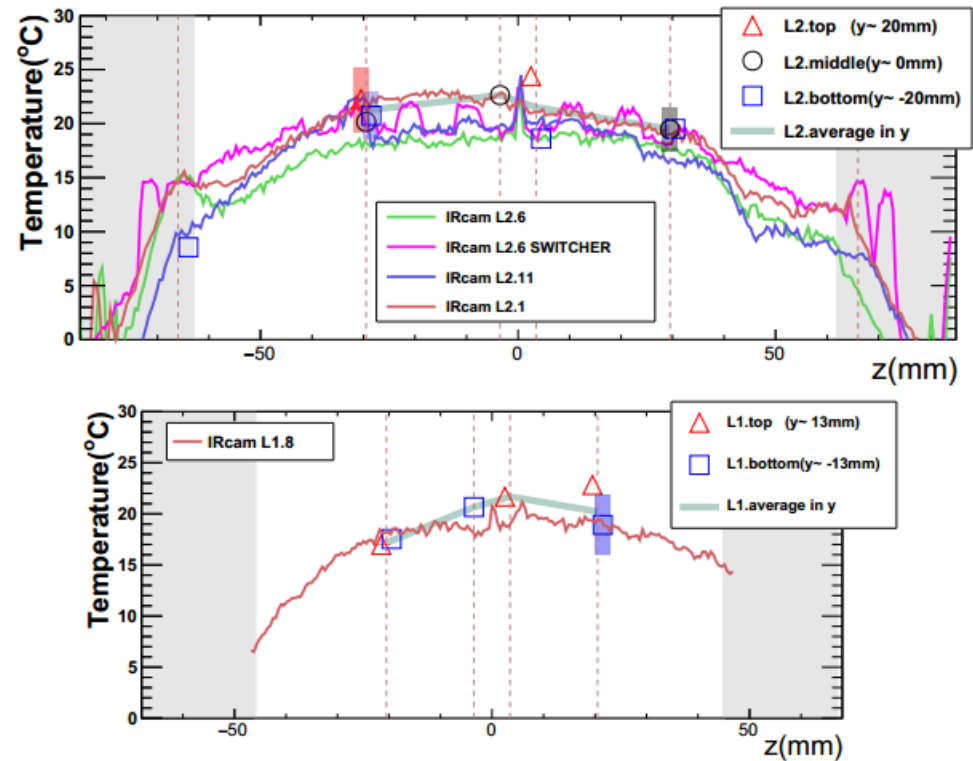 Temperature(°C)
30
25
20
15
10
5
0
−50
0
50
z(mm)
L2.top (y~ 20mm)
L2.middle(y~ 0mm)
L2.bottom(y~ -20mm)
L2.average in y
IRcam L2.6
IRcam L2.6 SWITCHER
IRcam L2.11
IRcam L2.1
Temperature(°C)
30
25
20
15
10
5
0
−50
0
50
z(mm)
IRcam L1.8
L1.top (y~ 13mm)
L1.bottom(y~ -13mm)
L1.average in y